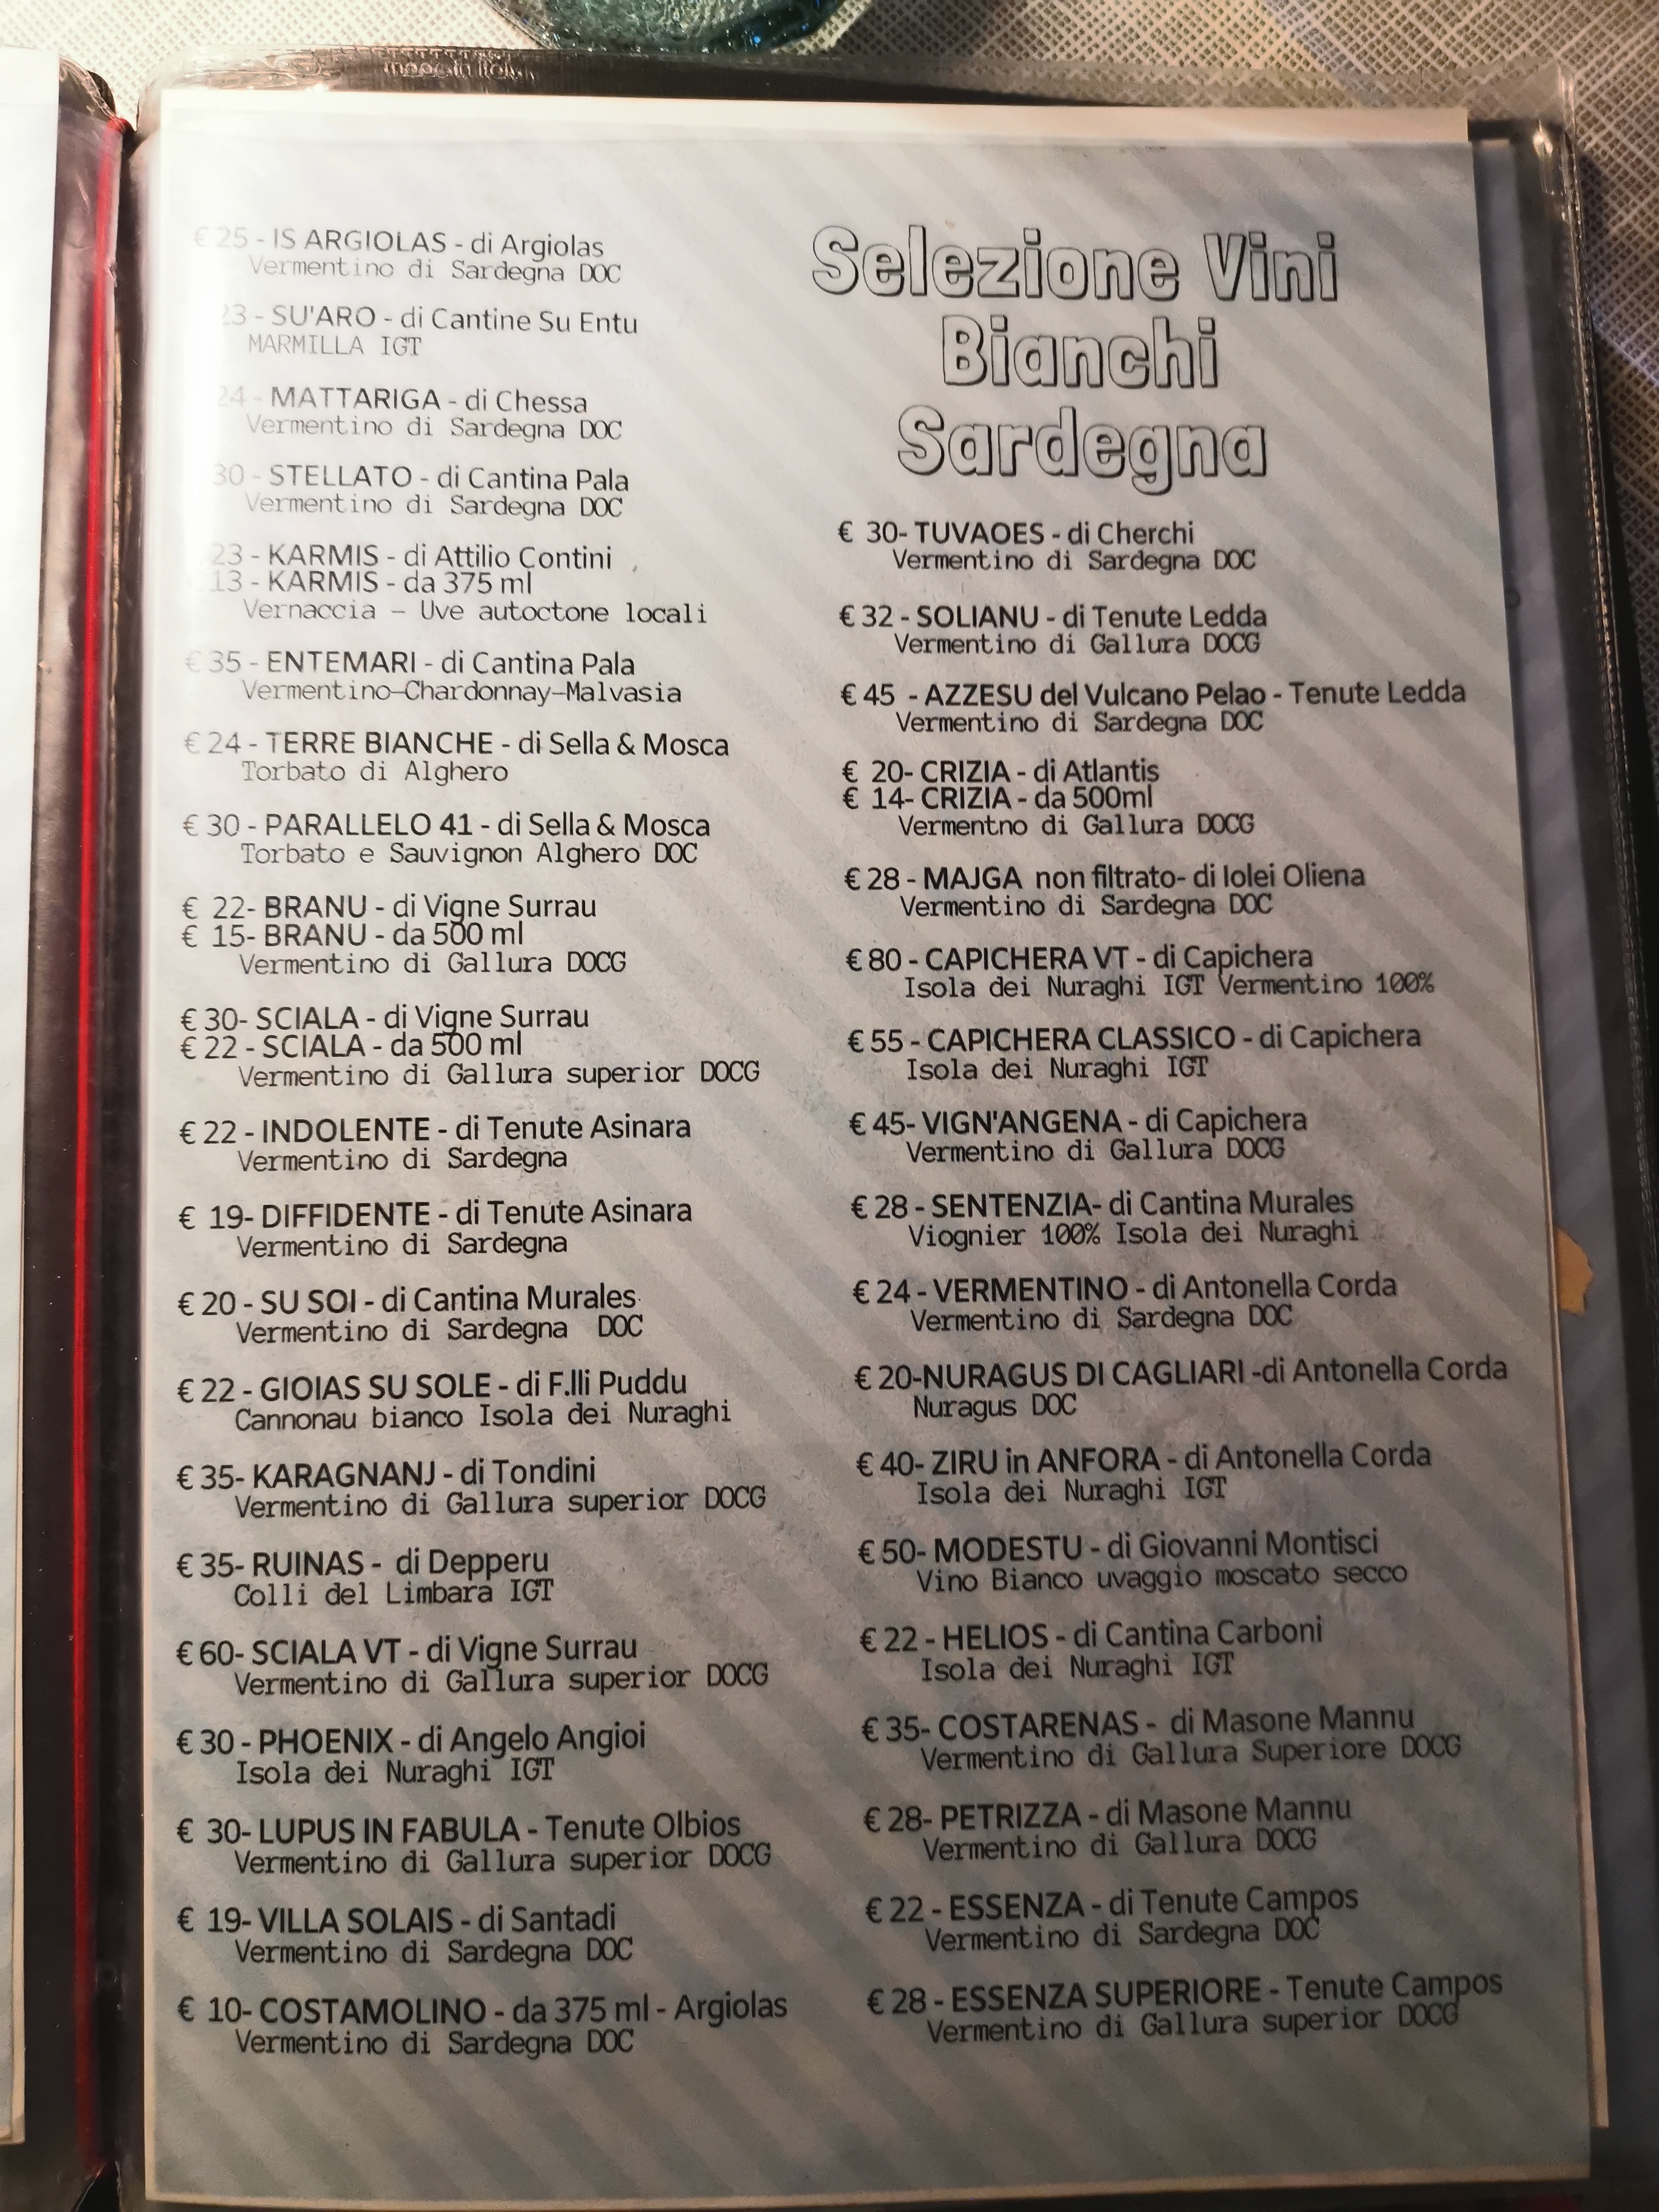 € 25 - IS ARGIOLAS - di Argiolas
Vermentino di Sardegna DOC
23 - SU'ARO - di Cantine Su Entu
MARMILLA IGT
24 - MATTARIGA - di Chessa
Vermentino di Sardegna DOC
30 - STELLATO - di Cantina Pala
Vermentino di Sardegna DOC
23 - KARMIS - di Attilio Contini
13 - KARMIS - da 375 ml
Vernaccia - Uve autoctone locali
€ 35 - ENTEMARI - di Cantina Pala
Vermentino-Chardonnay-Malvasia
€ 24 - TERRE BIANCHE - di Sella & Mosca
Torbato di Alghero
€ 30 - PARALLELO 41 - di Sella & Mosca
Torbato e Sauvignon Alghero DOC
€ 22- BRANU - di Vigne Surrau
€ 15- BRANU - da 500 ml
Vermentino di Gallura DOCG
€ 30- SCIALA - di Vigne Surrau
€ 22 - SCIALA - da 500 ml
Vermentino di Gallura superior DOCG
€ 22 - INDOLENTE - di Tenute Asinara
Vermentino di Sardegna
€ 19- DIFFIDENTE - di Tenute Asinara
Vermentino di Sardegna
€ 20 - SU SOI - di Cantina Murales
Vermentino di Sardegna DOC
€ 22 - GIOIAS SU SOLE - di F.lli Puddu
Cannonau bianco Isola dei Nuraghi
€ 35- KARAGNANJ - di Tondini
Vermentino di Gallura superior DOCG
€ 35- RUINAS - di Depperu
Colli del Limbara IGT
€ 60- SCIALA VT - di Vigne Surrau
Vermentino di Gallura superior DOCG
€ 30 - PHOENIX - di Angelo Angioi
Isola dei Nuraghi IGT
€ 30- LUPUS IN FABULA - Tenute Olbios
Vermentino di Gallura superior DOCG
€ 19- VILLA SOLAIS - di Santadi
Vermentino di Sardegna DOC
€ 10- COSTAMOLINO - da 375 ml - Argiolas
Vermentino di Sardegna DOC
Selezione Vini
Bianchi
Sardegna
€ 30- TUVAOES - di Cherchi
Vermentino di Sardegna DOC
€ 32 - SOLIANU - di Tenute Ledda
Vermentino di Gallura DOCG
€ 45 - AZZESU del Vulcano Pelao - Tenute Ledda
Vermentino di Sardegna DOC
€ 20- CRIZIA - di Atlantis
€ 14- CRIZIA - da 500ml
Vermentno di Gallura DOCG
€ 28 - MAJGA non filtrato- di Iolei Oliena
Vermentino di Sardegna DOC
€ 80 - CAPICHERA VT - di Capichera
Isola dei Nuraghi IGT Vermentino 100%
€ 55 - CAPICHERA CLASSICO - di Capichera
Isola dei Nuraghi IGT
€ 45- VIGN'ANGENA - di Capichera
Vermentino di Gallura DOCG
€ 28 - SENTENZIA- di Cantina Murales
Viognier 100% Isola dei Nuraghi
€ 24 - VERMENTINO - di Antonella Corda
Vermentino di Sardegna DOC
€ 20-NURAGUS DI CAGLIARI -di Antonella Corda
Nuragus DOC
€ 40- ZIRU in ANFORA - di Antonella Corda
Isola dei Nuraghi IGT
€ 50- MODESTU - di Giovanni Montisci
Vino Bianco uvaggio moscato secco
€ 22 - HELIOS - di Cantina Carboni
Isola dei Nuraghi IGT
€ 35- COSTARENAS - di Masone Mannu
Vermentino di Gallura Superiore DOCG
€ 28- PETRIZZA - di Masone Mannu
Vermentino di Gallura DOCG
€ 22 - ESSENZA - di Tenute Campos
Vermentino di Sardegna DOC
€ 28 - ESSENZA SUPERIORE - Tenute Campos
Vermentino di Gallura superior DOCG